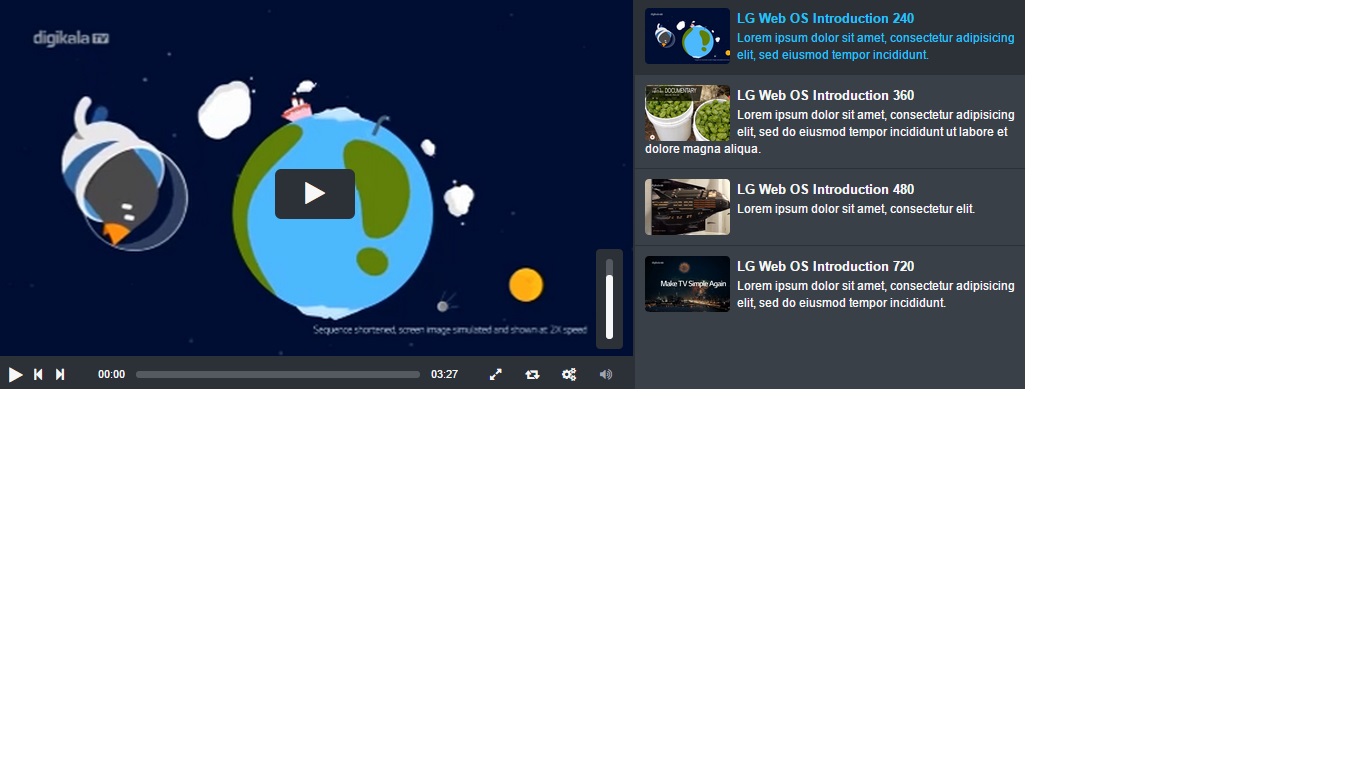 digikala TV
Sequence shortened, screen image simulated and shown at 2X speed
00:00
03:27
LG Web OS Introduction 240
Lorem ipsum dolor sit amet, consectetur adipisicing
elit, sed eiusmod tempor incididunt.
DOCUMENTARY
LG Web OS Introduction 360
Lorem ipsum dolor sit amet, consectetur adipisicing
elit, sed do eiusmod tempor incididunt ut labore et
dolore magna aliqua.
LG Web OS Introduction 480
Lorem ipsum dolor sit amet, consectetur elit.
Make TV Simple Again
LG Web OS Introduction 720
Lorem ipsum dolor sit amet, consectetur adipisicing
elit, sed do eiusmod tempor incididunt.